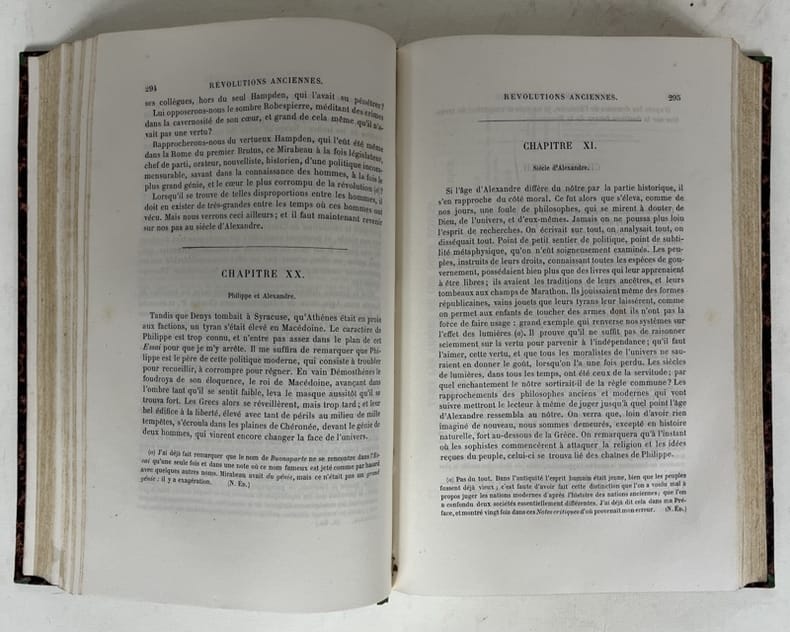 294
REVOLUTIONS ANCIENNES.
ses collègues, hors du seul Hampden, qui l'avait su pénétrer?
Lui opposerons-nous le sombre Robespierre, méditant des crimes
dans la cavernosité de son cœur, et grand de cela même qu'il n'a-
vait pas une vertu?
Rapprocherons-nous du vertueux Hampden, qui l'eût été même
dans la Rome du premier Brutus, ce Mirabeau à la fois législateur,
chef de parti, orateur, nouvelliste, historien, d'une politique incom-
mensurable, savant dans la connaissance des hommes, à la fois le
plus grand génie, et le cœur le plus corrompu de la révolution (a)?
Lorsqu'il se trouve de telles disproportions entre les hommes, il
doit en exister de très-grandes entre les temps où ces hommes ont
vécu. Mais nous verrons ceci ailleurs; et il faut maintenant revenir
sur nos pas au siècle d'Alexandre.
CHAPITRE XX.
Philippe et Alexandre.
Tandis que Denys tombait à Syracuse, qu'Athènes était en proie
aux factions, un tyran s'était élevé en Macédoine. Le caractère de
Philippe est trop connu, et n'entre pas assez dans le plan de cet
Essai pour que je m'y arrête. Il me suffira de remarquer que Phi-
lippe est le père de cette politique moderne, qui consiste à troubler
pour recueillir, à corrompre pour régner. En vain Démosthènes le
foudroya de son éloquence, le roi de Macédoine, avançant dans
l'ombre tant qu'il se sentit faible, leva le masque aussitôt qu'il se
trouva fort. Les Grecs alors se réveillèrent, mais trop tard; et leur
bel édifice à la liberté, élevé avec tant de périls au milieu de mille
tempêtes, s'écroula dans les plaines de Chéronée, devant le génie de
deux hommes, qui vinrent encore changer la face de l'univers.
(a) J'ai déjà fait remarquer que le nom de Buonaparte ne se rencontre dans l'Es-
sai qu'une seule fois et dans une note où ce nom fameux est jeté comme par hasard
avec quelques autres noms. Mirabeau avait du génie, mais ce n'était pas un grand
génie: il y a exagération. (N. ÉD.)
REVOLUTIONS ANCIENNES.
295
CHAPITRE XI.
Siècle d'Alexandre.
Si l'âge d'Alexandre diffère du nôtre par la partie historique, il
s'en rapproche du côté moral. Ce fut alors que s'éleva, comme de
nos jours, une foule de philosophes, qui se mirent à douter de
Dieu, de l'univers, et d'eux-mêmes. Jamais on ne poussa plus loin
l'esprit de recherches. On écrivait sur tout, on analysait tout, on
disséquait tout. Point de petit sentier de politique, point de subti-
lité métaphysique, qu'on n'eût soigneusement examinés. Les peu-
ples, instruits de leurs droits, connaissant toutes les espèces de gou-
vernement, possédaient bien plus que des livres qui leur apprenaient
à être libres; ils avaient les traditions de leurs ancêtres, et leurs
tombeaux aux champs de Marathon. Ils jouissaient même des formes
républicaines, vains jouets que leurs tyrans leur laissèrent, comme
on permet aux enfants de toucher des armes dont ils n'ont pas la
force de faire usage: grand exemple qui renverse nos systèmes sur
l'effet des lumières (a). Il prouve qu'il ne suffit pas de raisonner
sciemment sur la vertu pour parvenir à l'indépendance; qu'il faut
l'aimer, cette vertu, et que tous les moralistes de l'univers ne sau-
raient en donner le goût, lorsqu'on l'a une fois perdu. Les siècles
de lumières, dans tous les temps, ont été ceux de la servitude; par
quel enchantement le nôtre sortirait-il de la règle commune? Les
rapprochements des philosophes anciens et modernes qui vont
suivre mettront le lecteur à même de juger jusqu'à quel point l'âge
d'Alexandre ressembla au nôtre. On verra que, loin d'avoir rien
imaginé de nouveau, nous sommes demeurés, excepté en histoire
naturelle, fort au-dessous de la Grèce. On remarquera qu'à l'instant
où les sophistes commencèrent à attaquer la religion et les idées
reçues du peuple, celui-ci se trouva lié des chaînes de Philippe.
(a) Pas du tout. Dans l'antiquité l'esprit humain était jeune, bien que les peuples
fussent déjà vieux; c'est faute d'avoir fait cette distinction que l'on a voulu mal à
propos juger les nations modernes d'après l'histoire des nations anciennes; que l'on
a confondu deux sociétés essentiellement différentes. J'ai déjà dit cela dans ma Pré-
face, et montré vingt fois dans ces Notes critiques d'où provenait mon erreur. (N. ÉD.)